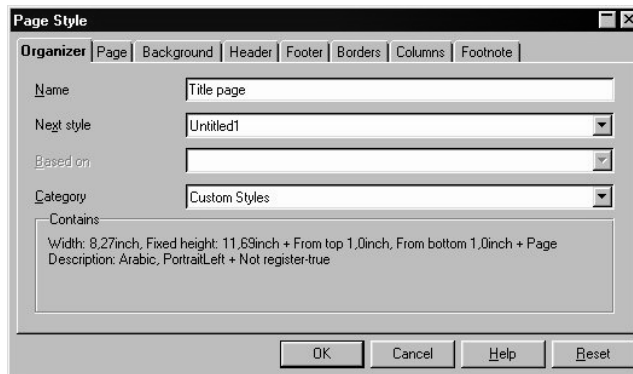 Page Style
Organizer Page Background Header Footer Borders Columns Footnote
Name Title page
Next style Untitled1
Based on
Category Custom Styles
Contains
Width: 8,27inch, Fixed height: 11,69inch + From top 1,0inch, From bottom 1,0inch + Page
Description: Arabic, PortraitLeft + Not register-true
OK Cancel Help Reset